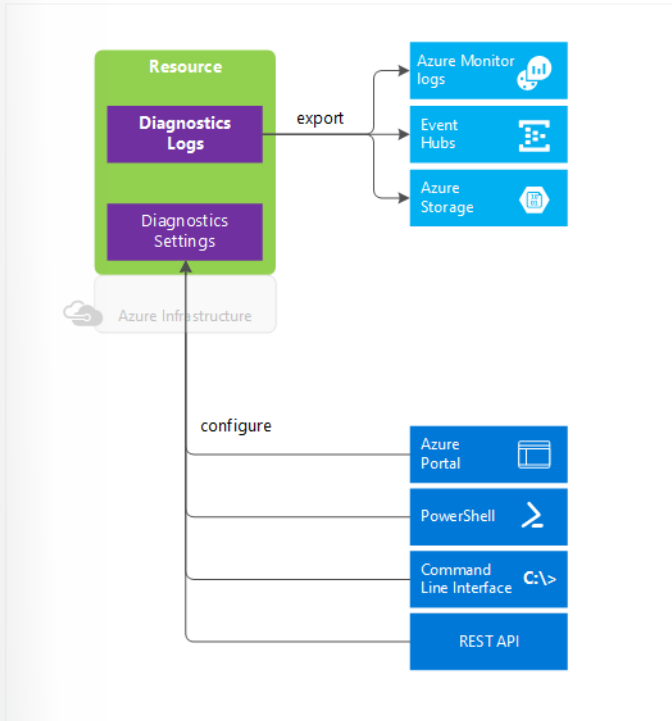 Resource
Diagnostics
Logs
export
Azure Monitor
logs
Event
Hubs
Azure
Storage
Diagnostics
Settings
Azure Infrastructure
configure
Azure
Portal
PowerShell
Command
Line Interface
C:\>
REST API